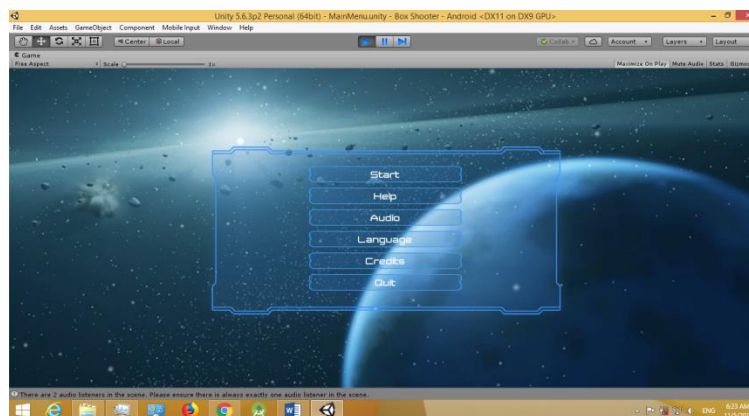 Unity 5.6.3p2 Personal (64bit) - MainMenu.unity - Box Shooter - Android <DX11 on DX9 GPU>
File Edit Assets GameObject Component Mobile Input Window Help
Center Local Collab Account Layers Layout
Game
Free Aspect Scale 1x Maximize On Play Mute Audio Stats Gizmos
Start
Help
Audio
Language
Credits
Quit
There are 2 audio listeners in the scene. Please ensure there is always exactly one audio listener in the scene.
ENG 6:23 AM